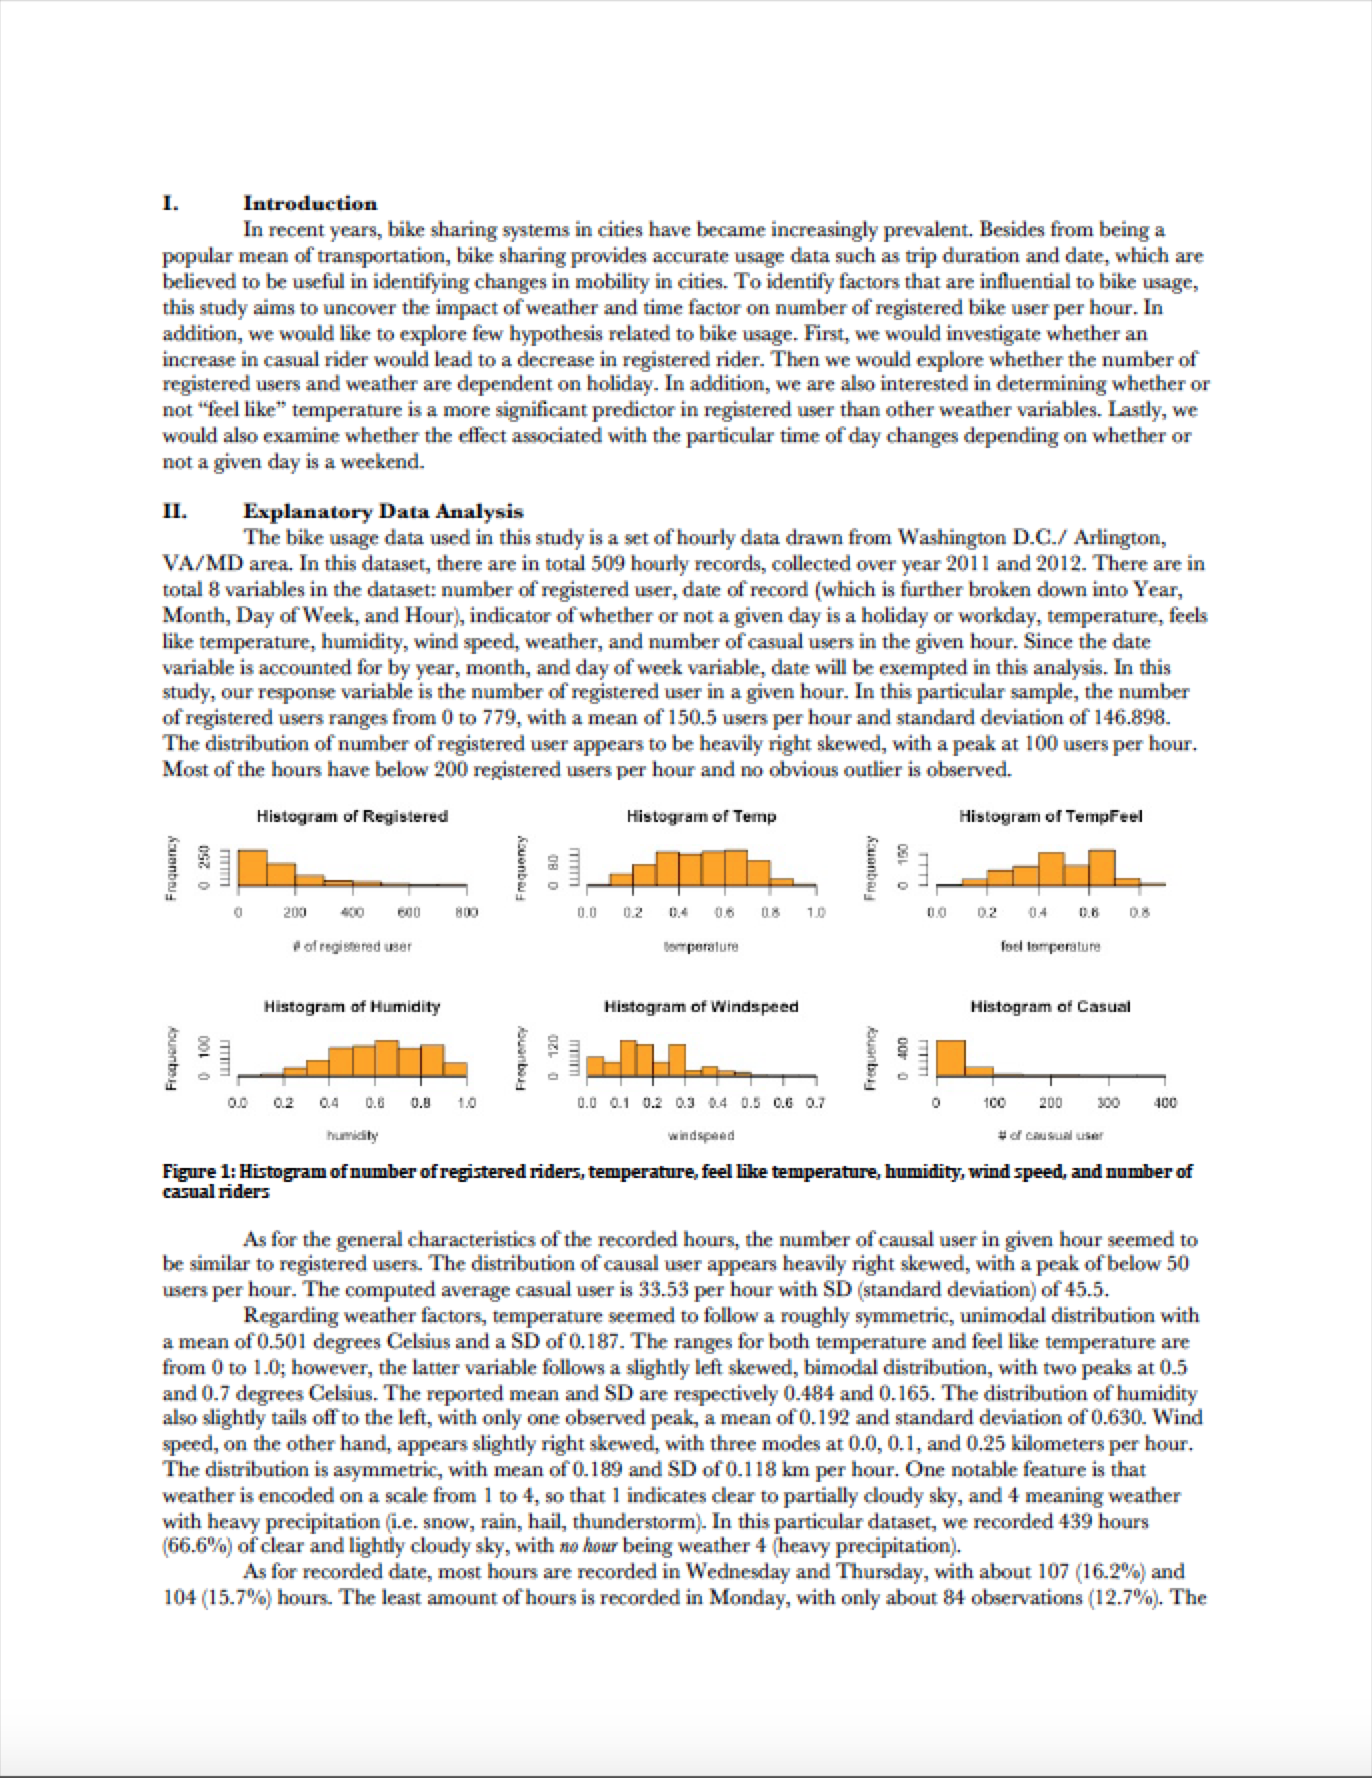 I. Introduction
In recent years, bike sharing systems in cities have became increasingly prevalent. Besides from being a
popular mean of transportation, bike sharing provides accurate usage data such as trip duration and date, which are
believed to be useful in identifying changes in mobility in cities. To identify factors that are influential to bike usage,
this study aims to uncover the impact of weather and time factor on number of registered bike user per hour. In
addition, we would like to explore few hypothesis related to bike usage. First, we would investigate whether an
increase in casual rider would lead to a decrease in registered rider. Then we would explore whether the number of
registered users and weather are dependent on holiday. In addition, we are also interested in determining whether or
not “feel like” temperature is a more significant predictor in registered user than other weather variables. Lastly, we
would also examine whether the effect associated with the particular time of day changes depending on whether or
not a given day is a weekend.
II. Explanatory Data Analysis
The bike usage data used in this study is a set of hourly data drawn from Washington D.C./ Arlington,
VA/MD area. In this dataset, there are in total 509 hourly records, collected over year 2011 and 2012. There are in
total 8 variables in the dataset: number of registered user, date of record (which is further broken down into Year,
Month, Day of Week, and Hour), indicator of whether or not a given day is a holiday or workday, temperature, feels
like temperature, humidity, wind speed, weather, and number of casual users in the given hour. Since the date
variable is accounted for by year, month, and day of week variable, date will be exempted in this analysis. In this
study, our response variable is the number of registered user in a given hour. In this particular sample, the number
of registered users ranges from 0 to 779, with a mean of 150.5 users per hour and standard deviation of 146.898.
The distribution of number of registered user appears to be heavily right skewed, with a peak at 100 users per hour.
Most of the hours have below 200 registered users per hour and no obvious outlier is observed.
Histogram of Registered
Frequency
0 250
0 200 400 600 800
# of registered user
Histogram of Temp
Frequency
0 80
0.0 0.2 0.4 0.6 0.8 1.0
temperature
Histogram of TempFeel
Frequency
0 150
0.0 0.2 0.4 0.6 0.8
feel temperature
Histogram of Humidity
Frequency
0 100
0.0 0.2 0.4 0.6 0.8 1.0
humidity
Histogram of Windspeed
Frequency
0 120
0.0 0.1 0.2 0.3 0.4 0.5 0.6 0.7
windspeed
Histogram of Casual
Frequency
0 400
0 100 200 300 400
# of causual user
Figure 1: Histogram of number of registered riders, temperature, feel like temperature, humidity, wind speed, and number of
casual riders
As for the general characteristics of the recorded hours, the number of causal user in given hour seemed to
be similar to registered users. The distribution of causal user appears heavily right skewed, with a peak of below 50
users per hour. The computed average casual user is 33.53 per hour with SD (standard deviation) of 45.5.
Regarding weather factors, temperature seemed to follow a roughly symmetric, unimodal distribution with
a mean of 0.501 degrees Celsius and a SD of 0.187. The ranges for both temperature and feel like temperature are
from 0 to 1.0; however, the latter variable follows a slightly left skewed, bimodal distribution, with two peaks at 0.5
and 0.7 degrees Celsius. The reported mean and SD are respectively 0.484 and 0.165. The distribution of humidity
also slightly tails off to the left, with only one observed peak, a mean of 0.192 and standard deviation of 0.630. Wind
speed, on the other hand, appears slightly right skewed, with three modes at 0.0, 0.1, and 0.25 kilometers per hour.
The distribution is asymmetric, with mean of 0.189 and SD of 0.118 km per hour. One notable feature is that
weather is encoded on a scale from 1 to 4, so that 1 indicates clear to partially cloudy sky, and 4 meaning weather
with heavy precipitation (i.e. snow, rain, hail, thunderstorm). In this particular dataset, we recorded 439 hours
(66.6%) of clear and lightly cloudy sky, with no hour being weather 4 (heavy precipitation).
As for recorded date, most hours are recorded in Wednesday and Thursday, with about 107 (16.2%) and
104 (15.7%) hours. The least amount of hours is recorded in Monday, with only about 84 observations (12.7%). The